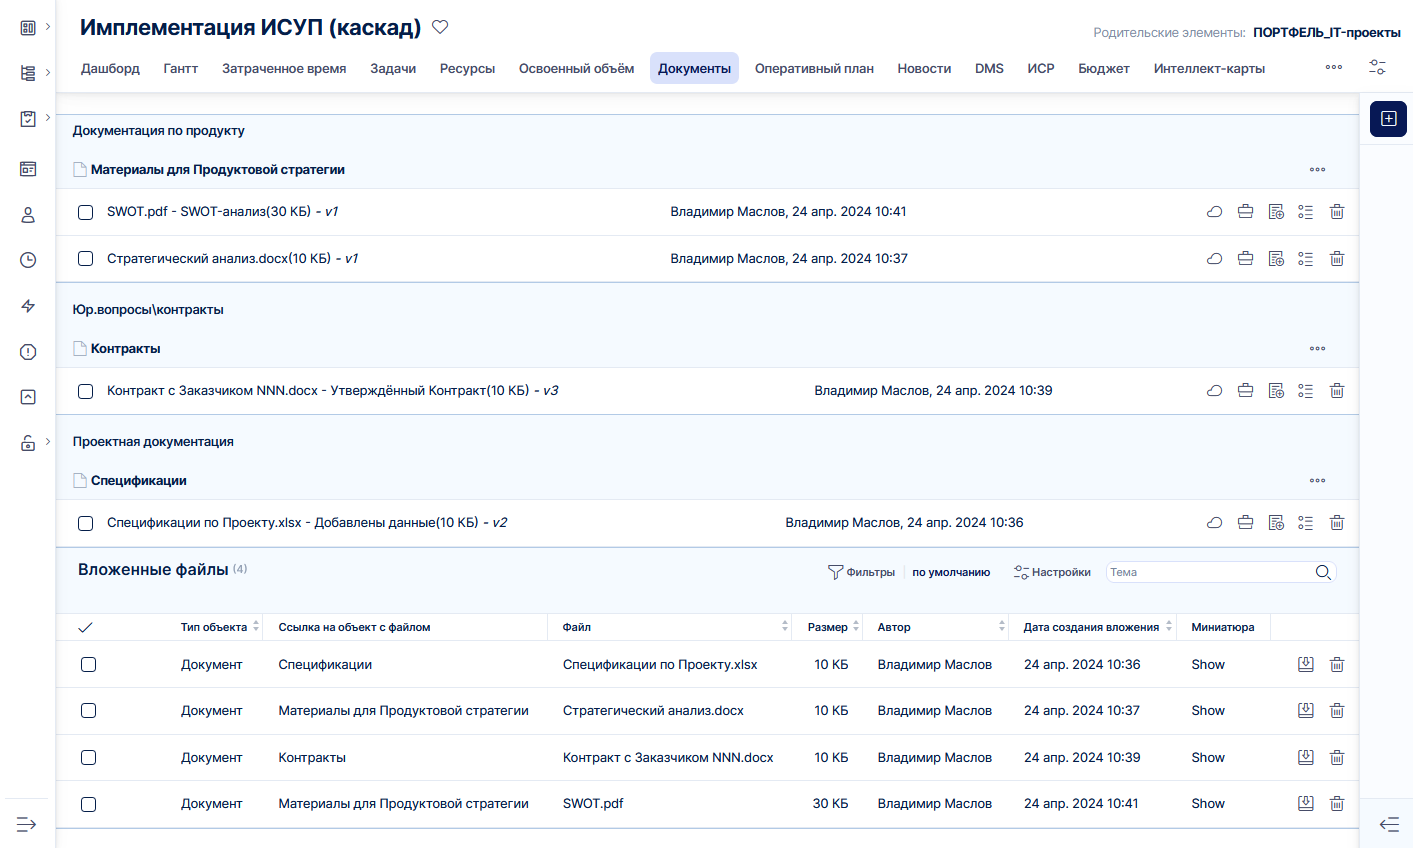 Имплементация ИСУП (каскад)
Родительские элементы: ПОРТФЕЛЬ_IT-проекты
Дашборд Гантт Затраченное время Задачи Ресурсы Освоенный объём Документы Оперативный план Новости DMS ИСР Бюджет Интеллект-карты
Документация по продукту
Материалы для Продуктовой стратегии
SWOT.pdf - SWOT-анализ(30 КБ) - v1 Владимир Маслов, 24 апр. 2024 10:41
Стратегический анализ.docx(10 КБ) - v1 Владимир Маслов, 24 апр. 2024 10:37
Юр.вопросы\контракты
Контракты
Контракт с Заказчиком NNN.docx - Утверждённый Контракт(10 КБ) - v3 Владимир Маслов, 24 апр. 2024 10:39
Проектная документация
Спецификации
Спецификации по Проекту.xlsx - Добавлены данные(10 КБ) - v2 Владимир Маслов, 24 апр. 2024 10:36
Вложенные файлы (4) Фильтры по умолчанию Настройки Тема
Тип объекта Ссылка на объект с файлом Файл Размер Автор Дата создания вложения Миниатюра
Документ Спецификации Спецификации по Проекту.xlsx 10 КБ Владимир Маслов 24 апр. 2024 10:36 Show
Документ Материалы для Продуктовой стратегии Стратегический анализ.docx 10 КБ Владимир Маслов 24 апр. 2024 10:37 Show
Документ Контракты Контракт с Заказчиком NNN.docx 10 КБ Владимир Маслов 24 апр. 2024 10:39 Show
Документ Материалы для Продуктовой стратегии SWOT.pdf 30 КБ Владимир Маслов 24 апр. 2024 10:41 Show